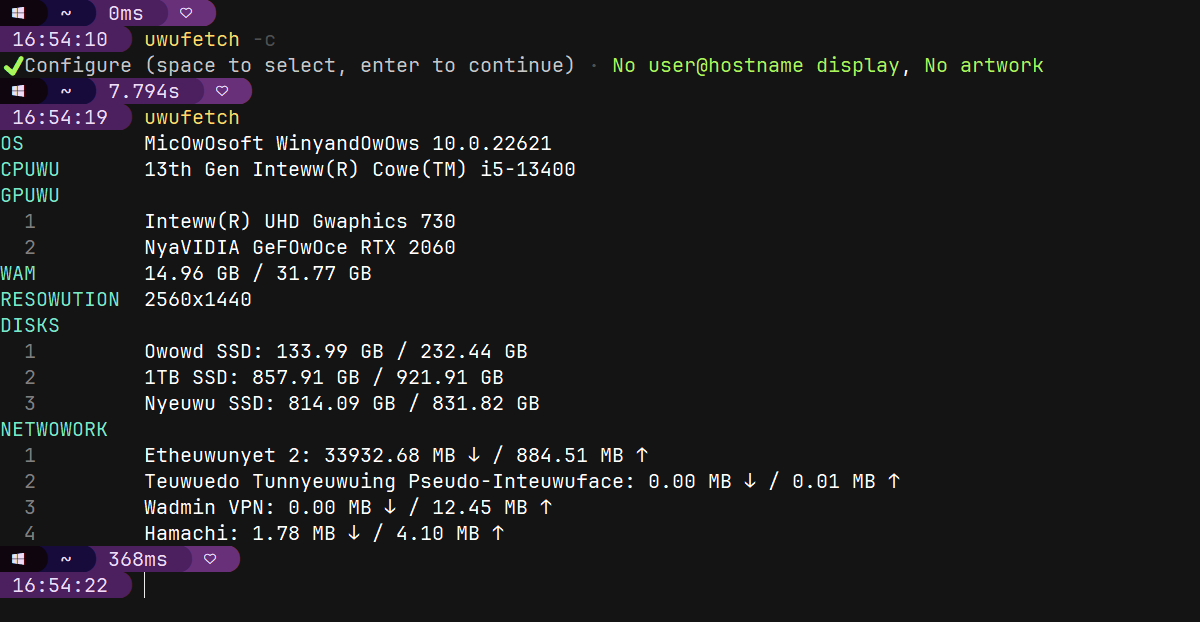 ~ 0ms ♡
16:54:10 uwufetch -c
✔Configure (space to select, enter to continue) · No user@hostname display, No artwork
~ 7.794s ♡
16:54:19 uwufetch
OS MicOwOsoft WinyandOwOws 10.0.22621
CPUWU 13th Gen Inteww(R) Cowe(TM) i5-13400
GPUWU
1 Inteww(R) UHD Gwaphics 730
2 NyaVIDIA GeFOwOce RTX 2060
WAM 14.96 GB / 31.77 GB
RESOWUTION 2560x1440
DISKS
1 Owowd SSD: 133.99 GB / 232.44 GB
2 1TB SSD: 857.91 GB / 921.91 GB
3 Nyeuwu SSD: 814.09 GB / 831.82 GB
NETWOWORK
1 Etheuwunyet 2: 33932.68 MB ↓ / 884.51 MB ↑
2 Teuwuedo Tunnyeuwuing Pseudo-Inteuwuface: 0.00 MB ↓ / 0.01 MB ↑
3 Wadmin VPN: 0.00 MB ↓ / 12.45 MB ↑
4 Hamachi: 1.78 MB ↓ / 4.10 MB ↑
~ 368ms ♡
16:54:22